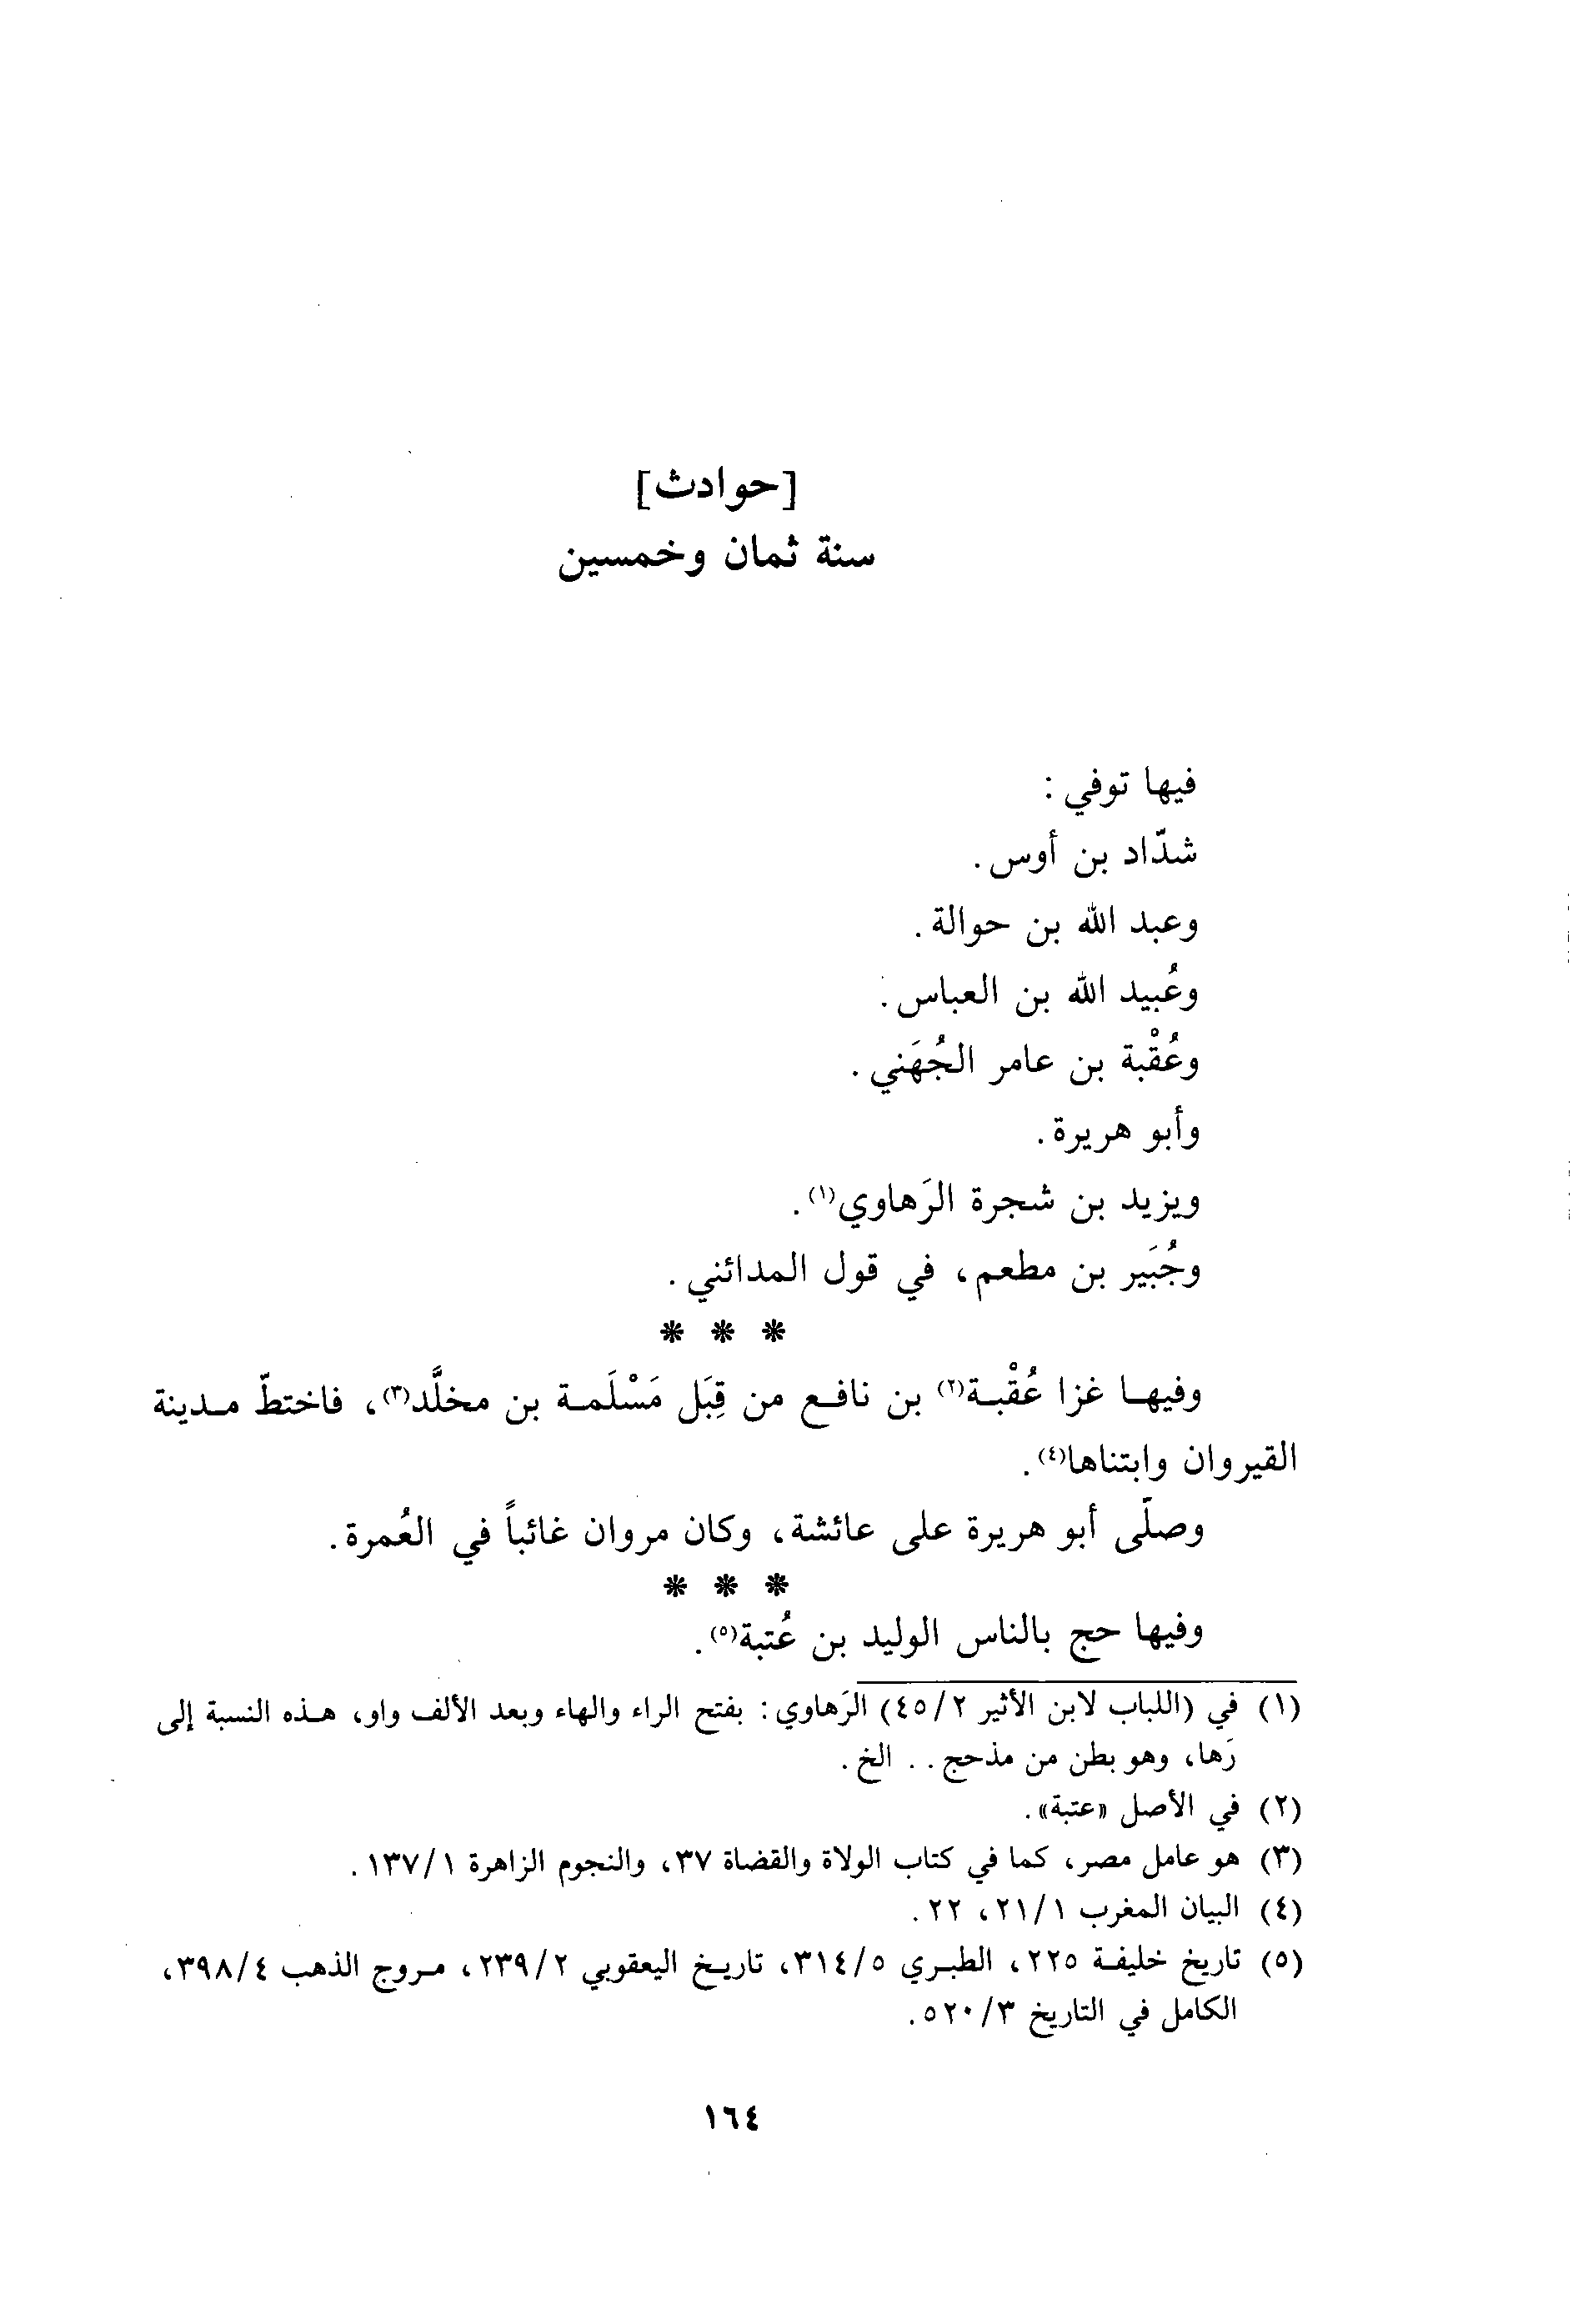 [حوادث]
سنة ثمان وخمسين
فيها توفي :
شدّاد بن أوس .
وعبد الله بن حوالة .
وعُبيد الله بن العباس .
وعُقْبة بن عامر الجُهَني .
وأبو هريرة .
ويزيد بن شجرة الرَهاوي(١) .
وجُبَير بن مطعم، في قول المدائني .
* * *
وفيها غزا عُقْبة(٢) بن نافع من قِبَل مَسْلَمة بن مخلَّد(٣)، فاختطّ مدينة
القيروان وابتناها(٤) .
وصلّى أبو هريرة على عائشة، وكان مروان غائباً في العُمرة .
* * *
وفيها حج بالناس الوليد بن عُتبة(٥) .
(١) في (اللباب لابن الأثير ٤٥/٢) الرَهاوي : بفتح الراء والهاء وبعد الألف واو، هذه النسبة إلى
رَها، وهو بطن من مذحج . . الخ .
(٢) في الأصل «عتبة» .
(٣) هو عامل مصر، كما في كتاب الولاة والقضاة ٣٧، والنجوم الزاهرة ١٣٧/١ .
(٤) البيان المغرب ٢١/١، ٢٢ .
(٥) تاريخ خليفة ٢٢٥، الطبري ٣١٤/٥، تاريخ اليعقوبي ٢٣٩/٢، مروج الذهب ٣٩٨/٤،
الكامل في التاريخ ٥٢٠/٣ .
١٦٤